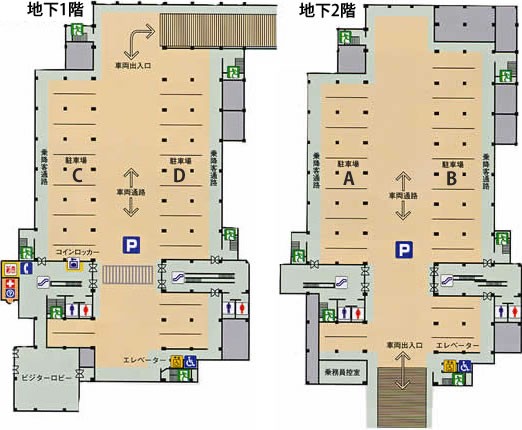 地下1階
車両出入口
駐車場
C
駐車場
D
乗降客通路
乗降客通路
車両通路
P
コインロッカー
エレベーター
ビジターロビー
地下2階
駐車場
A
駐車場
B
乗降客通路
乗降客通路
車両通路
P
エレベーター
車両出入口
乗務員控室